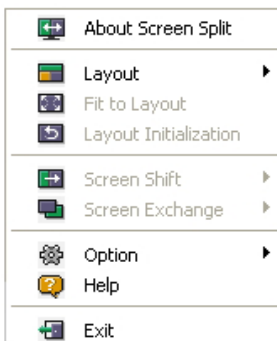 About Screen Split
Layout
Fit to Layout
Layout Initialization
Screen Shift
Screen Exchange
Option
Help
Exit